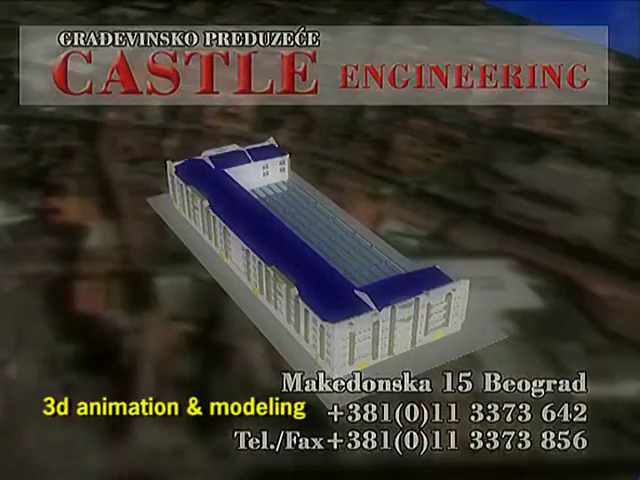 GRAĐEVINSKO PREDUZEĆE
CASTLE ENGINEERING
Makedonska 15 Beograd
3d animation & modeling +381(0)11 3373 642
Tel./Fax+381(0)11 3373 856